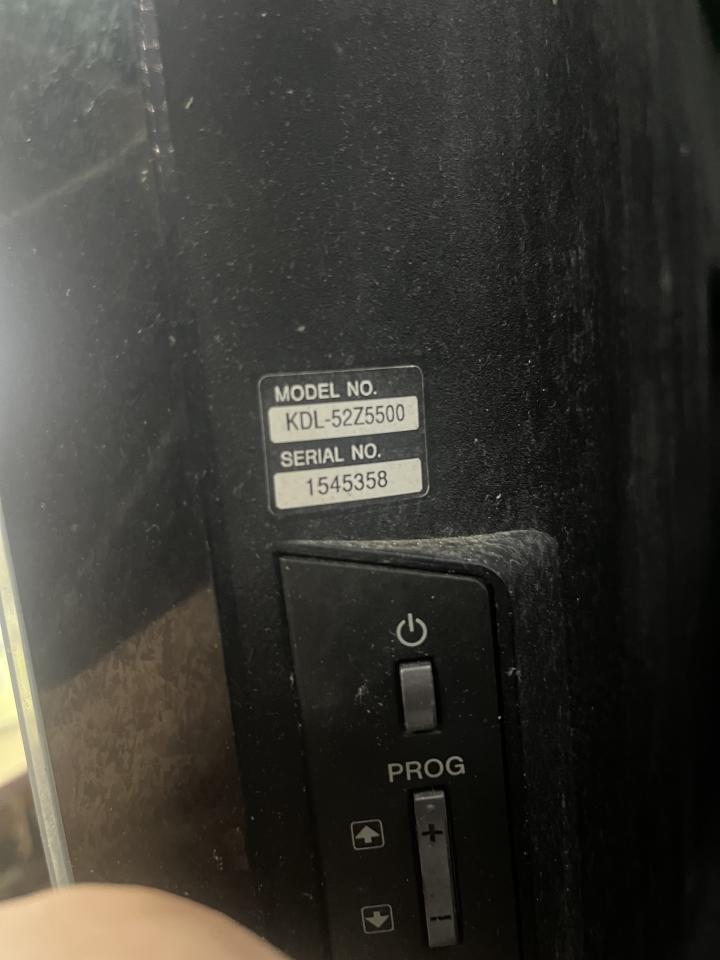 MODEL NO.
KDL-52Z5500
SERIAL NO.
1545358
PROG
+
-